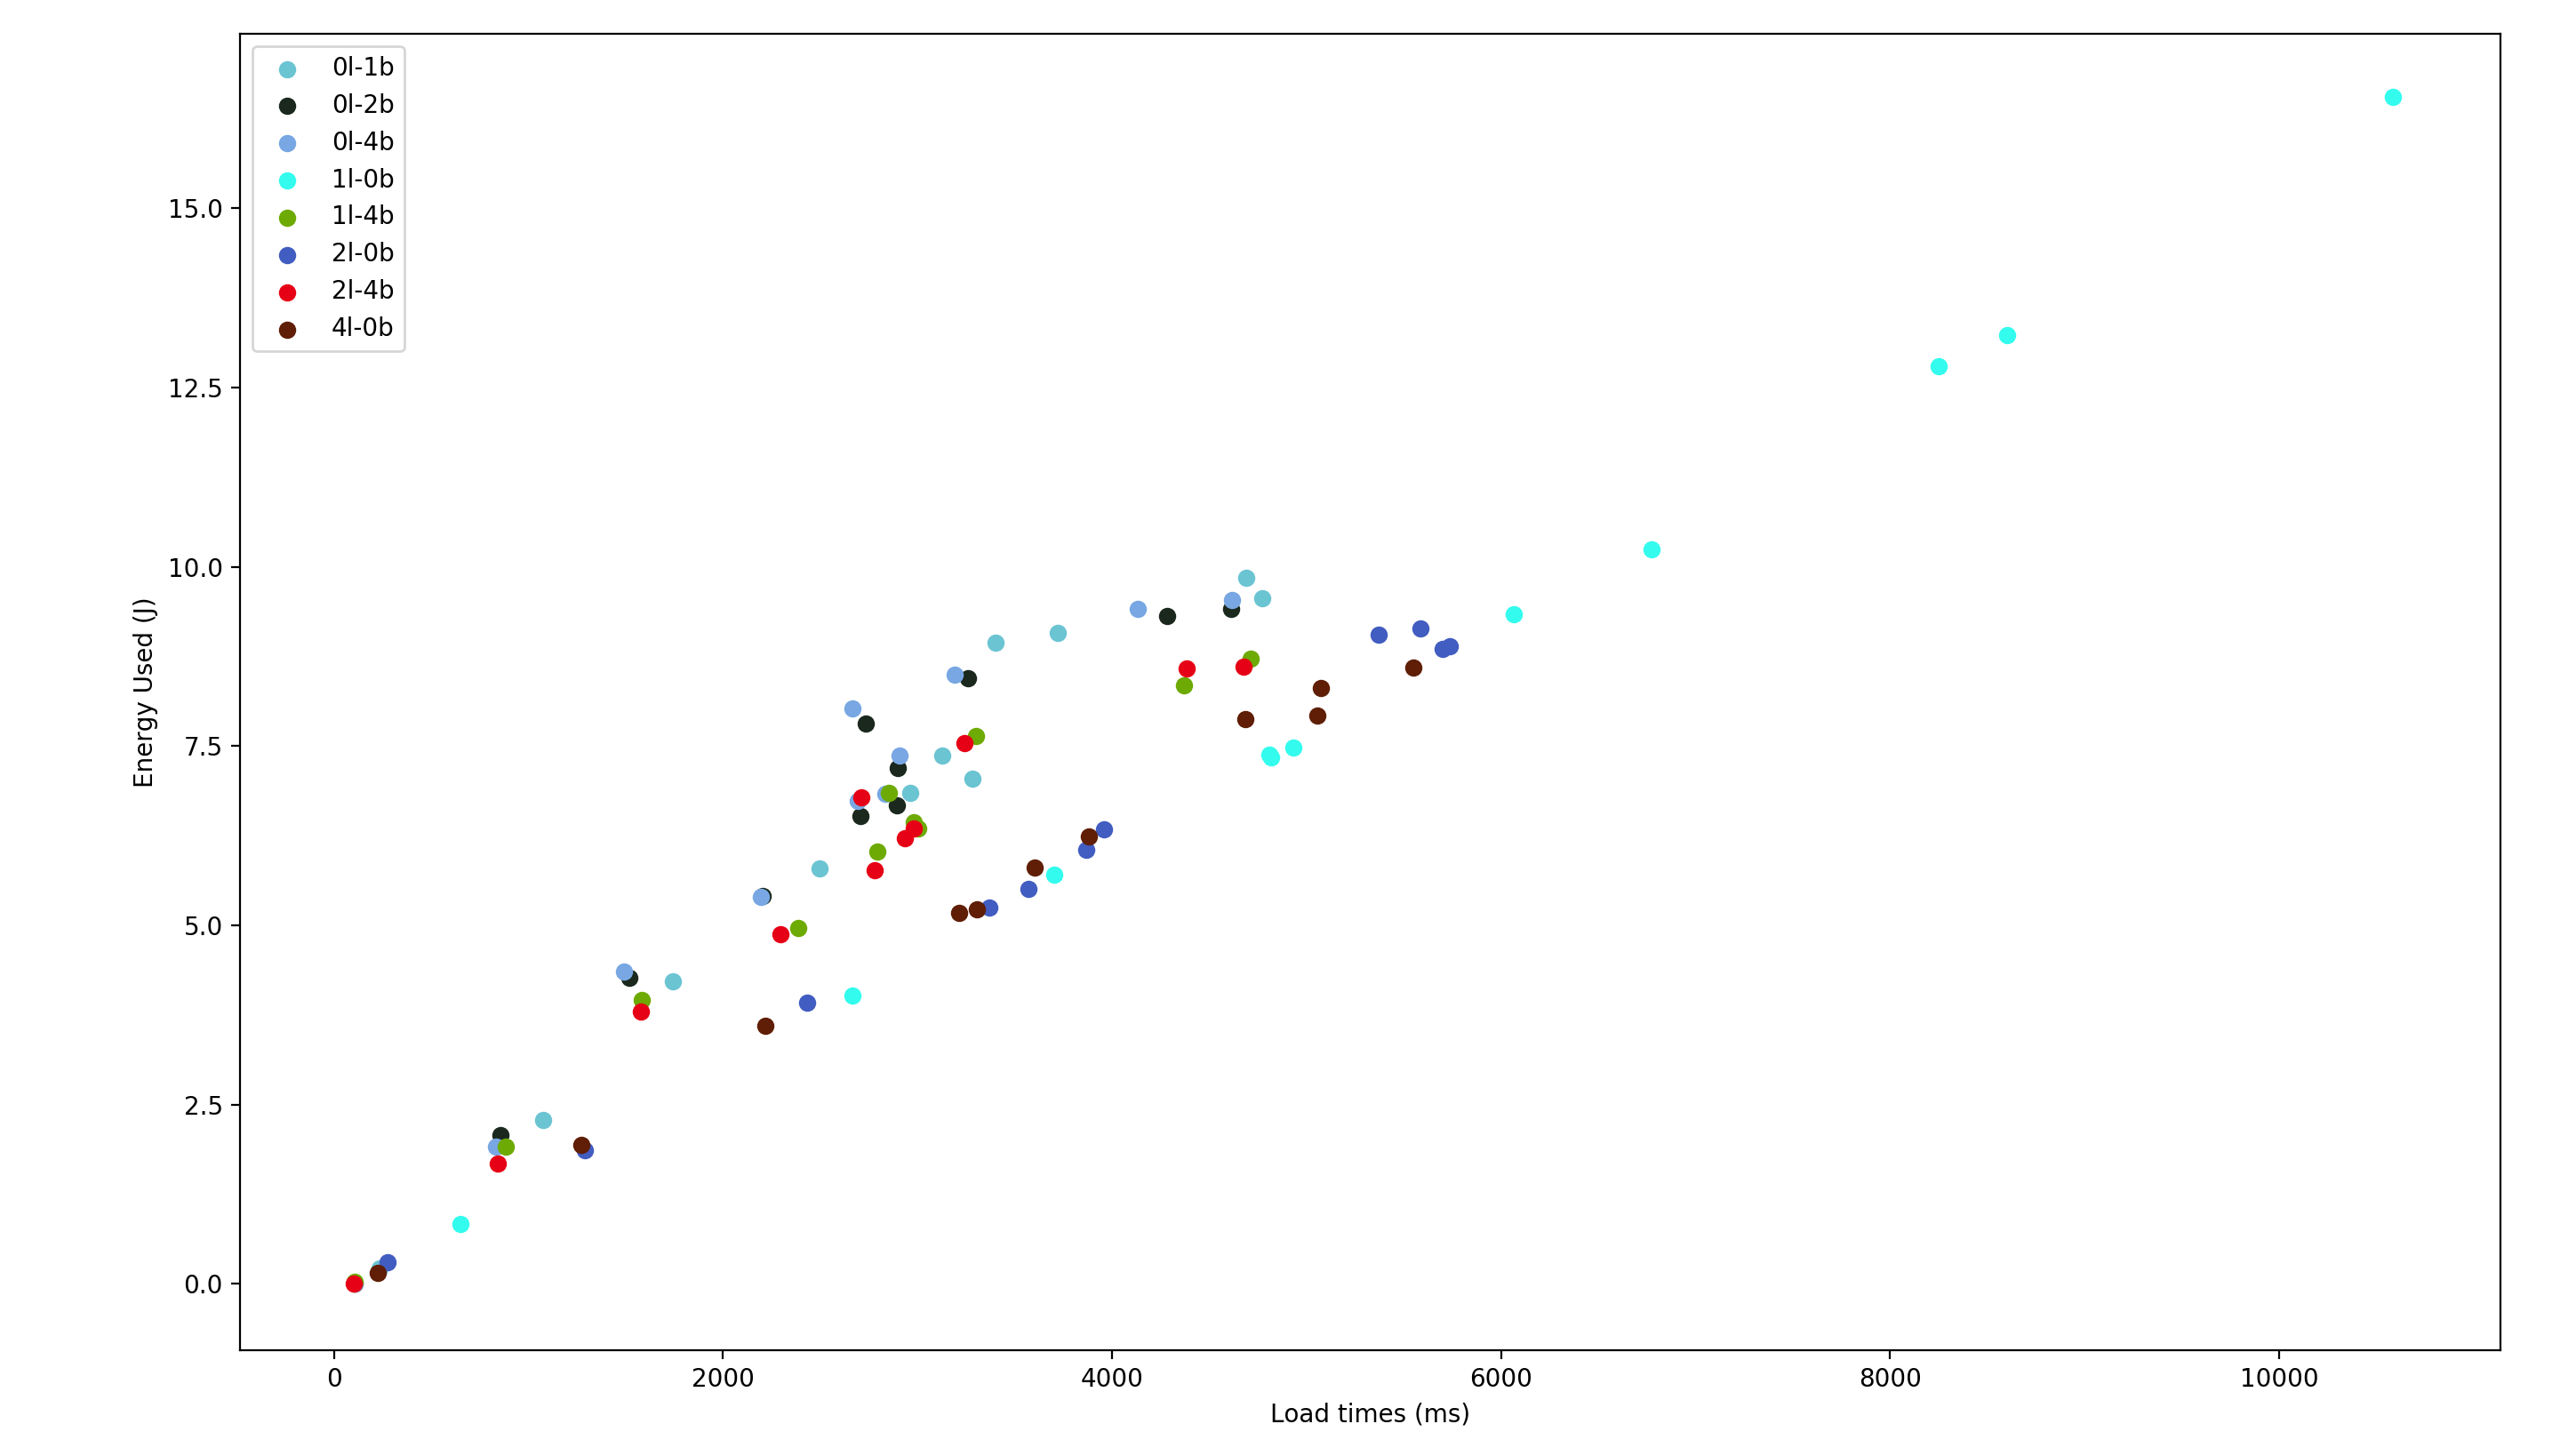 0l-1b
0l-2b
0l-4b
1l-0b
1l-4b
2l-0b
2l-4b
4l-0b
15.0
12.5
10.0
7.5
5.0
2.5
0.0
Energy Used (J)
0 2000 4000 6000 8000 10000
Load times (ms)